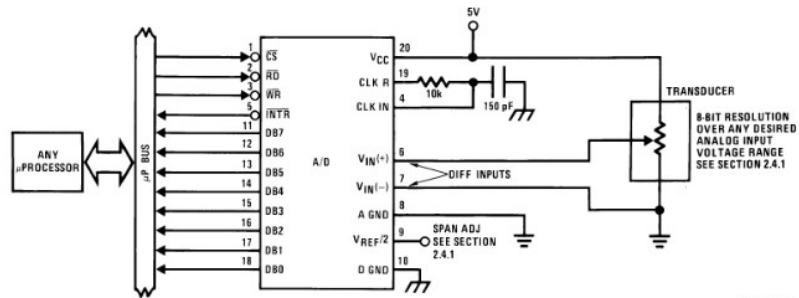 5V
1 CS
2 RD
3 WR
5 INTR
11 DB7
12 DB6
13 DB5
14 DB4
15 DB3
16 DB2
17 DB1
18 DB0
ANY
µPROCESSOR
µP BUS
A/D
VCC 20
CLK R 19
CLK IN 4
VIN(+) 6
VIN(–) 7
A GND 8
VREF/2 9
D GND 10
10k
150 pF
DIFF INPUTS
SPAN ADJ
SEE SECTION
2.4.1
TRANSDUCER
8-BIT RESOLUTION
OVER ANY DESIRED
ANALOG INPUT
VOLTAGE RANGE
SEE SECTION 2.4.1